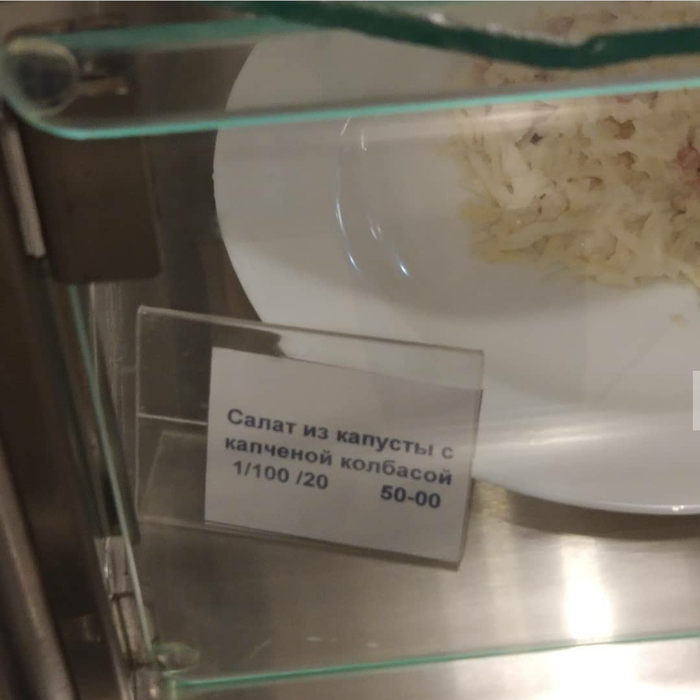 Салат из капусты с
капченой колбасой
1/100 /20 50-00